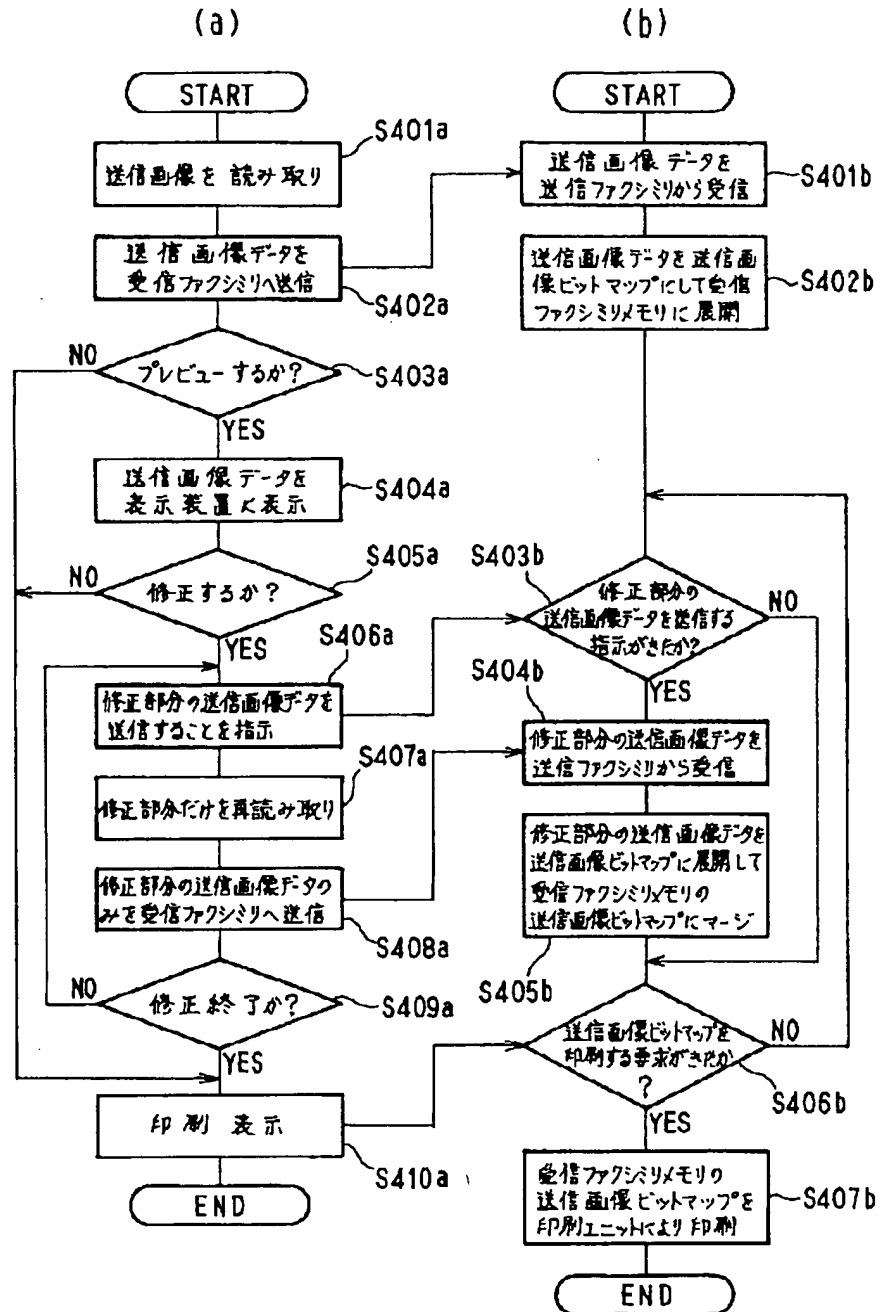 (a)
START
S401a
送信画像を読み取り
送信画像データを
受信ファクシミリへ送信
S402a
NO
プレビューするか?
S403a
YES
送信画像データを
表示装置に表示
S404a
NO
修正するか?
S405a
YES
S406a
修正部分の送信画像データを
送信することを指示
S407a
修正部分だけを再読み取り
修正部分の送信画像データの
みを受信ファクシミリへ送信
S408a
NO
修正終了か?
S409a
YES
印刷表示
S410a
END
(b)
START
送信画像データを
送信ファクシミリから受信
S401b
送信画像データを送信画
像ビットマップにして受信
ファクシミリメモリに展開
S402b
S403b
修正部分の
送信画像データを送信する
指示がきたか?
NO
YES
S404b
修正部分の送信画像データを
送信ファクシミリから受信
修正部分の送信画像データを
送信画像ビットマップに展開して
受信ファクシミリメモリの
送信画像ビットマップにマージ
S405b
送信画像ビットマップを
印刷する要求がきたか
?
NO
S406b
YES
受信ファクシミリメモリの
送信画像ビットマップを
印刷ユニットにより印刷
S407b
END